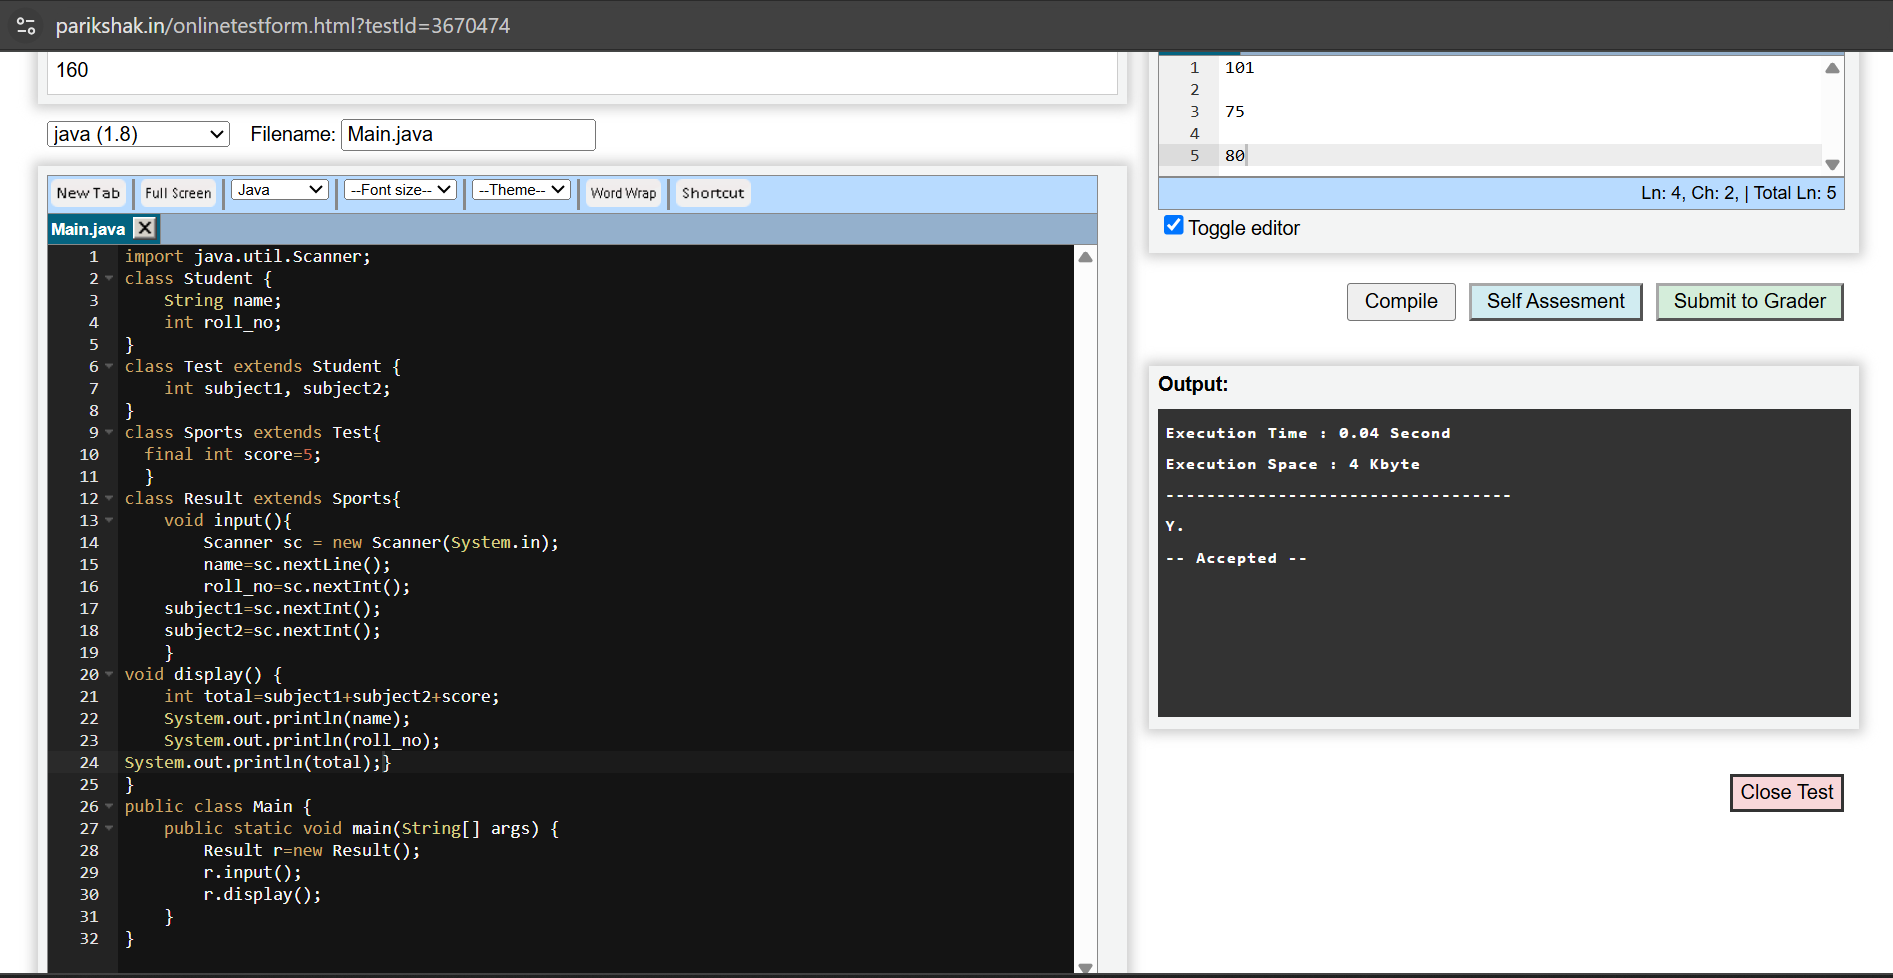 parikshak.in/onlinetestform.html?testId=3670474
160
java (1.8) Filename: Main.java
New Tab Full Screen Java --Font size-- --Theme-- Word Wrap Shortcut
Main.java X
1 import java.util.Scanner;
2 class Student {
3     String name;
4     int roll_no;
5 }
6 class Test extends Student {
7     int subject1, subject2;
8 }
9 class Sports extends Test{
10   final int score=5;
11   }
12 class Result extends Sports{
13     void input(){
14         Scanner sc = new Scanner(System.in);
15         name=sc.nextLine();
16         roll_no=sc.nextInt();
17     subject1=sc.nextInt();
18     subject2=sc.nextInt();
19     }
20 void display() {
21     int total=subject1+subject2+score;
22     System.out.println(name);
23     System.out.println(roll_no);
24 System.out.println(total);}
25 }
26 public class Main {
27     public static void main(String[] args) {
28         Result r=new Result();
29         r.input();
30         r.display();
31     }
32 }
1 101
2
3 75
4
5 80
Ln: 4, Ch: 2, | Total Ln: 5
Toggle editor
Compile Self Assesment Submit to Grader
Output:
Execution Time : 0.04 Second
Execution Space : 4 Kbyte
----------------------------------
Y.
-- Accepted --
Close Test